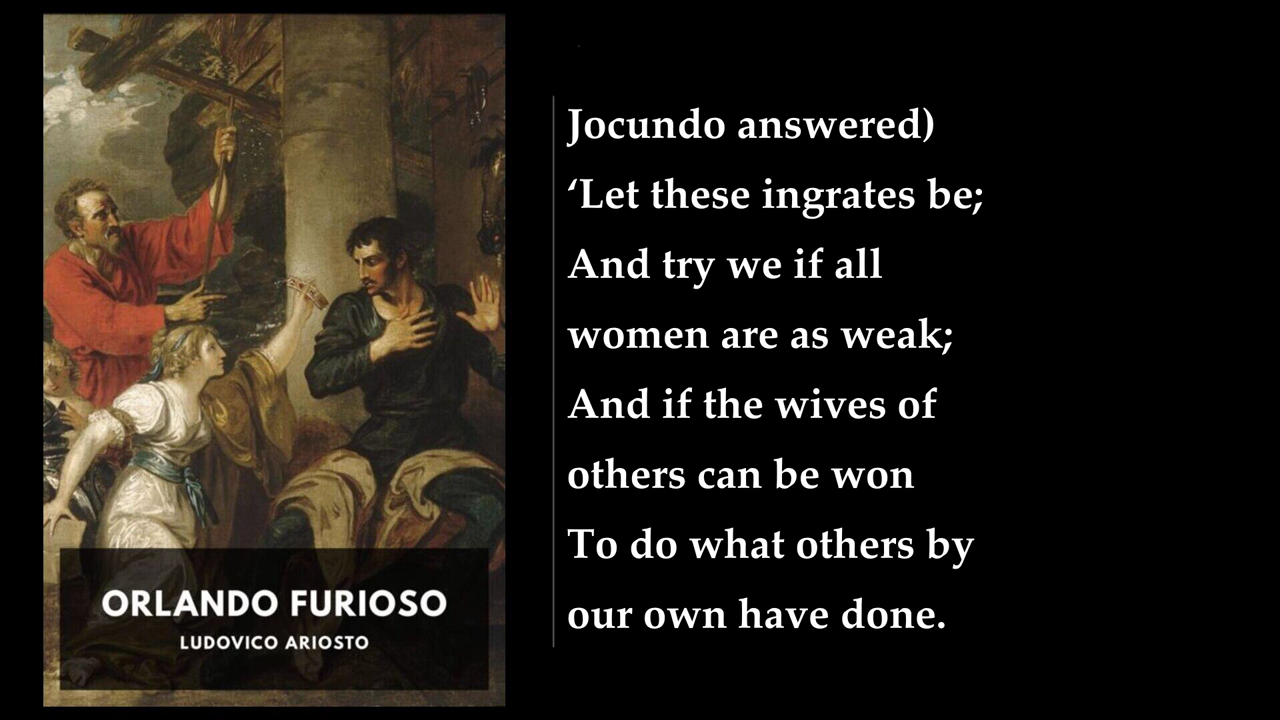 Jocundo answered)
‘Let these ingrates be;
And try we if all
women are as weak;
And if the wives of
others can be won
To do what others by
our own have done.
ORLANDO FURIOSO
LUDOVICO ARIOSTO